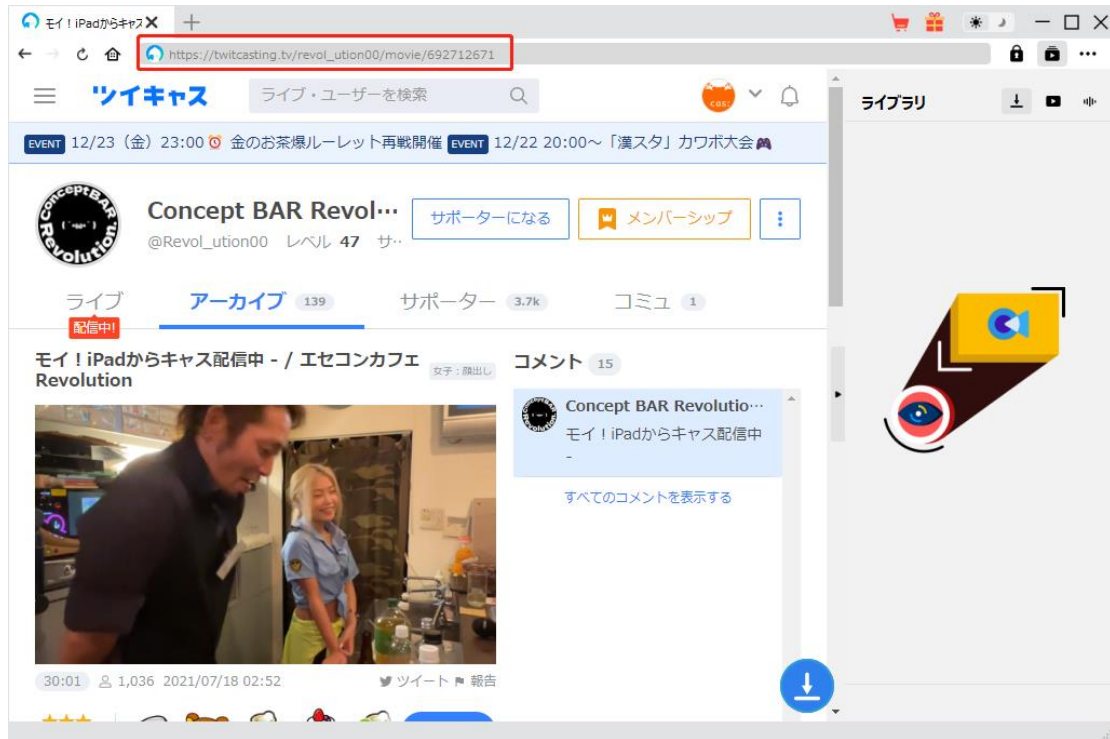 モイ！iPadからキャス
https://twitcasting.tv/revol_ution00/movie/692712671
ツイキャス
ライブ・ユーザーを検索
cas:
EVENT 12/23（金）23:00 金のお茶爆ルーレット再戦開催 EVENT 12/22 20:00～「漢スタ」カワボ大会
ConceptBAR
Revolution.
Concept BAR Revol…
@Revol_ution00 レベル 47 サ‥
サポーターになる
メンバーシップ
ライブ
配信中!
アーカイブ 139
サポーター 3.7k
コミュ 1
モイ！iPadからキャス配信中 - / エセコンカフェ
Revolution
女子：顔出し
30:01 1,036 2021/07/18 02:52 ツイート 報告
コメント 15
Concept BAR Revolutio…
モイ！iPadからキャス配信中
-
すべてのコメントを表示する
ライブラリ